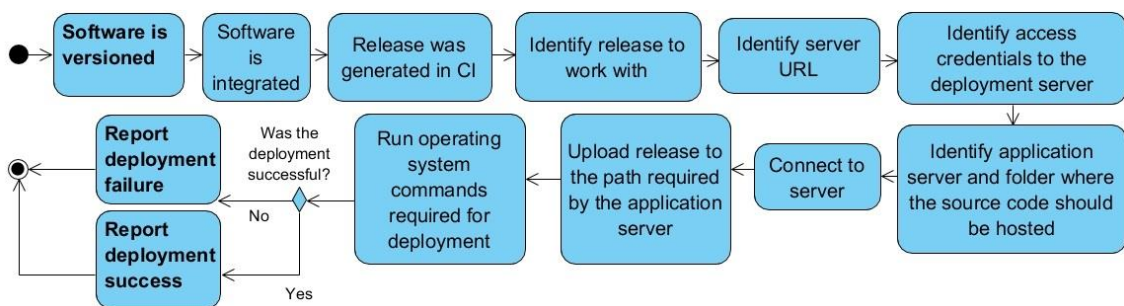 Software is
versioned
Software
is
integrated
Release was
generated in CI
Identify release to
work with
Identify server
URL
Identify access
credentials to the
deployment server
Report
deployment
failure
Was the
deployment
successful?
No
Yes
Report
deployment
success
Run operating
system
commands
required for
deployment
Upload release to
the path required
by the application
server
Connect to
server
Identify application
server and folder where
the source code should
be hosted